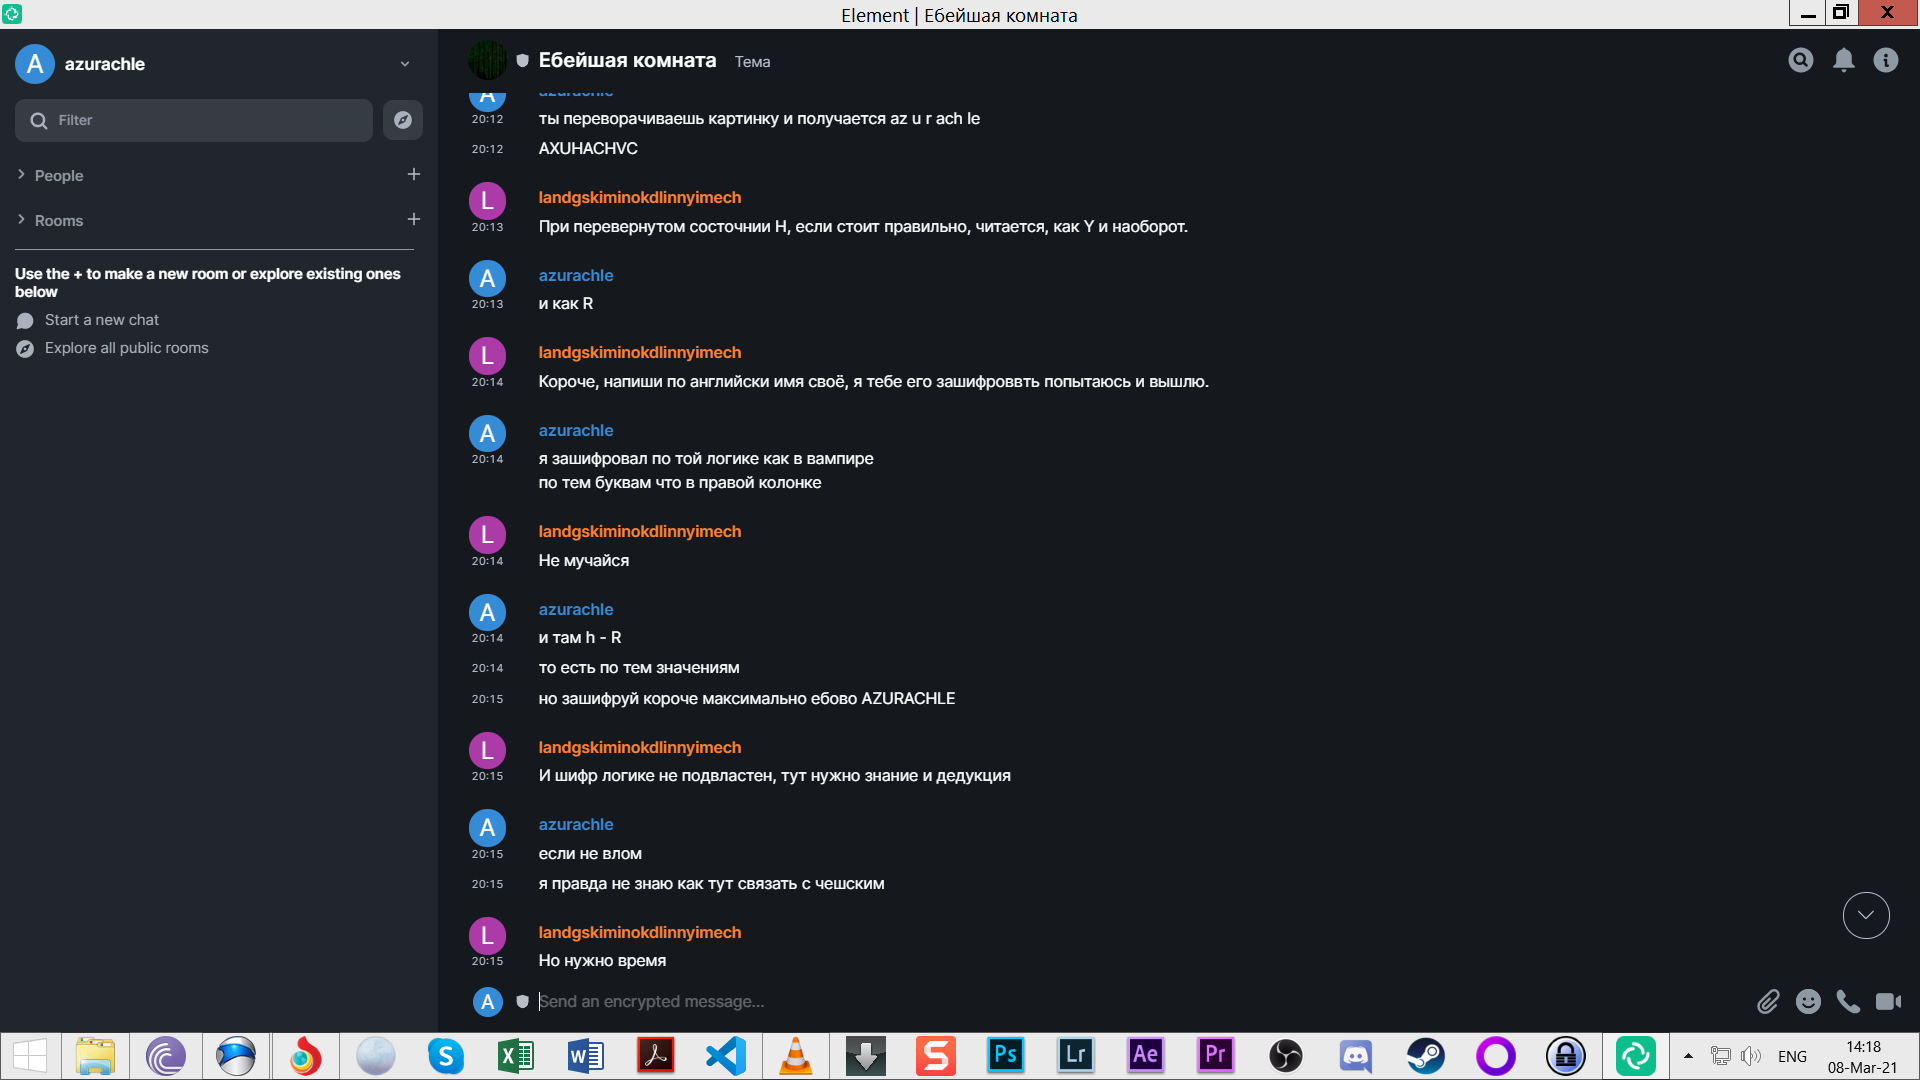 Element | Ебейшая комната
A azurachle
Filter
People
Rooms
Use the + to make a new room or explore existing ones
below
Start a new chat
Explore all public rooms
Ебейшая комната Тема
A azurachle
20:12 ты переворачиваешь картинку и получается az u r ach le
20:12 AXUHACHVC
L landgskiminokdlinnyimech
20:13 При перевернутом состочнии H, если стоит правильно, читается, как Y и наоборот.
A azurachle
20:13 и как R
L landgskiminokdlinnyimech
20:14 Короче, напиши по английски имя своё, я тебе его зашифроввть попытаюсь и вышлю.
A azurachle
20:14 я зашифровал по той логике как в вампире
по тем буквам что в правой колонке
L landgskiminokdlinnyimech
20:14 Не мучайся
A azurachle
20:14 и там h - R
20:14 то есть по тем значениям
20:15 но зашифруй короче максимально ебово AZURACHLE
L landgskiminokdlinnyimech
20:15 И шифр логике не подвластен, тут нужно знание и дедукция
A azurachle
20:15 если не влом
20:15 я правда не знаю как тут связать с чешским
L landgskiminokdlinnyimech
20:15 Но нужно время
A Send an encrypted message...
S X W Ps Lr Ae Pr ENG 14:18
08-Mar-21